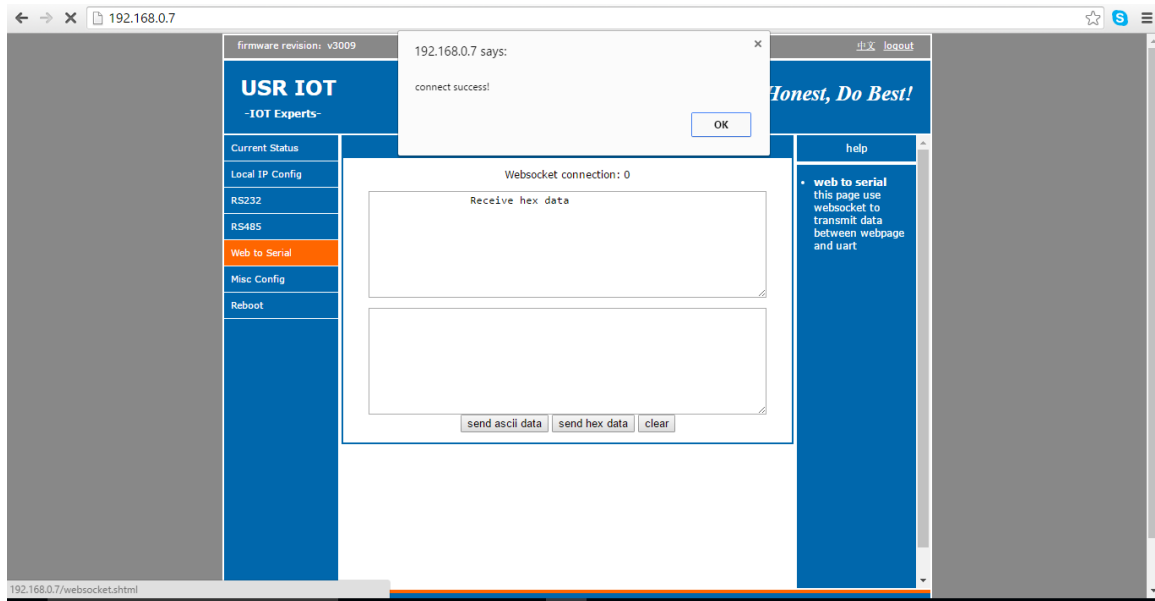 192.168.0.7
firmware revision: v3009
中文 logout
USR IOT
-IOT Experts-
Honest, Do Best!
192.168.0.7 says:
connect success!
OK
Current Status
Local IP Config
RS232
RS485
Web to Serial
Misc Config
Reboot
Websocket connection: 0
Receive hex data
send ascii data send hex data clear
help
web to serial
this page use
websocket to
transmit data
between webpage
and uart
192.168.0.7/websocket.shtml